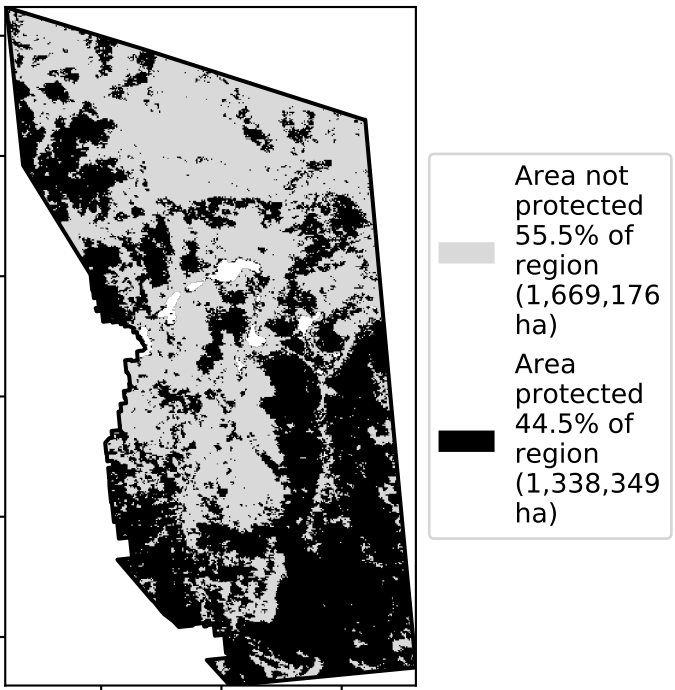 Area not
protected
55.5% of
region
(1,669,176
ha)
Area
protected
44.5% of
region
(1,338,349
ha)